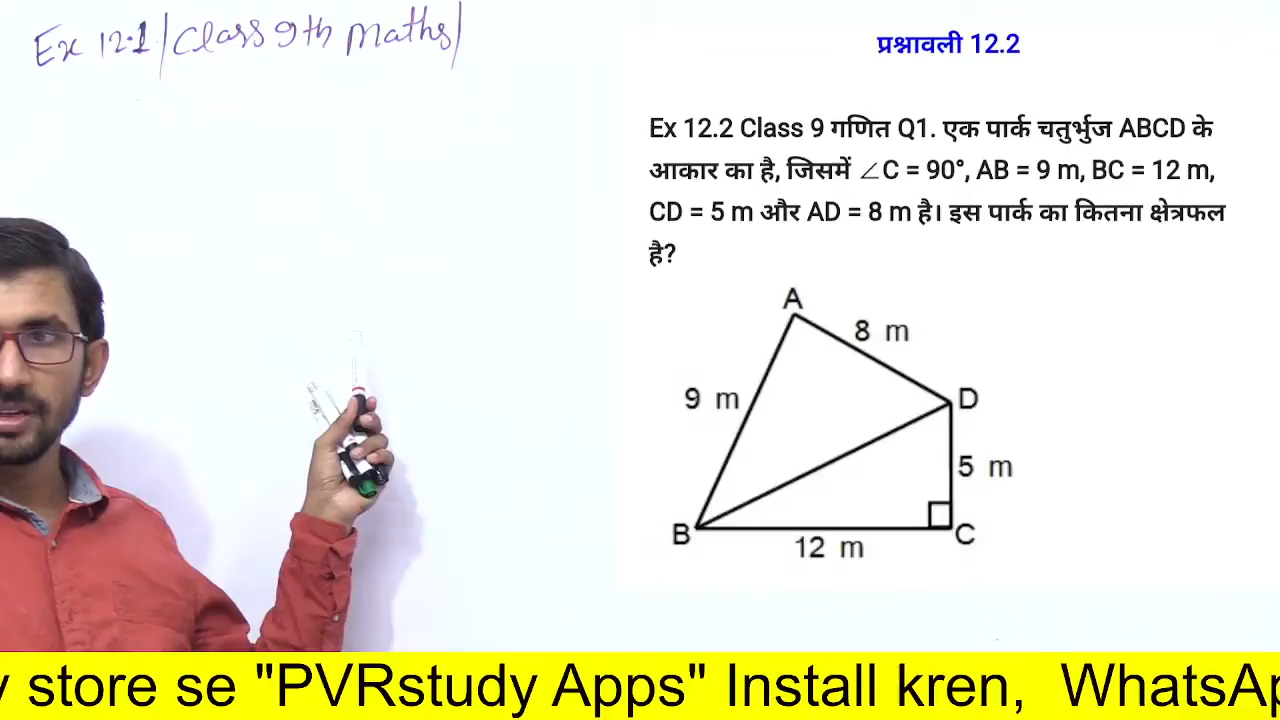 Ex 12.1/Class 9th Maths/
प्रश्नावली 12.2
Ex 12.2 Class 9 गणित Q1. एक पार्क चतुर्भुज ABCD के
आकार का है, जिसमें ∠C = 90°, AB = 9 m, BC = 12 m,
CD = 5 m और AD = 8 m है। इस पार्क का कितना क्षेत्रफल
है?
A
8 m
9 m
D
5 m
B
12 m
C
y store se "PVRstudy Apps" Install kren, WhatsAp